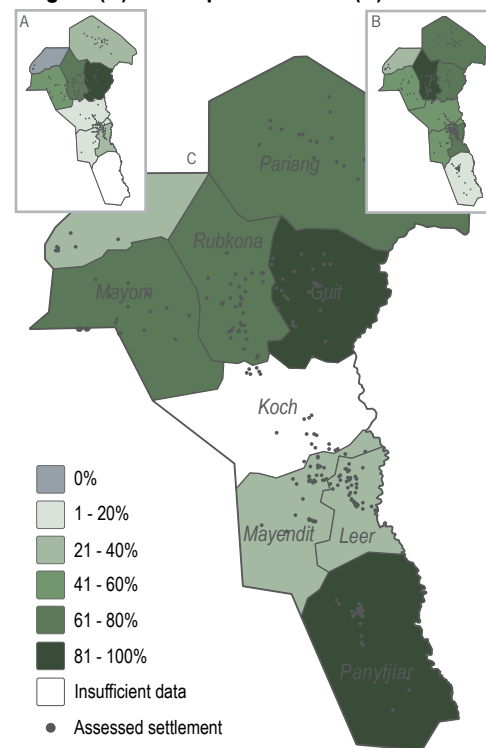 A
B
C
Pariang
Rubkona
Mayom
Guit
Koch
Mayendit
Leer
Panyijiar
0%
1 - 20%
21 - 40%
41 - 60%
61 - 80%
81 - 100%
Insufficient data
Assessed settlement